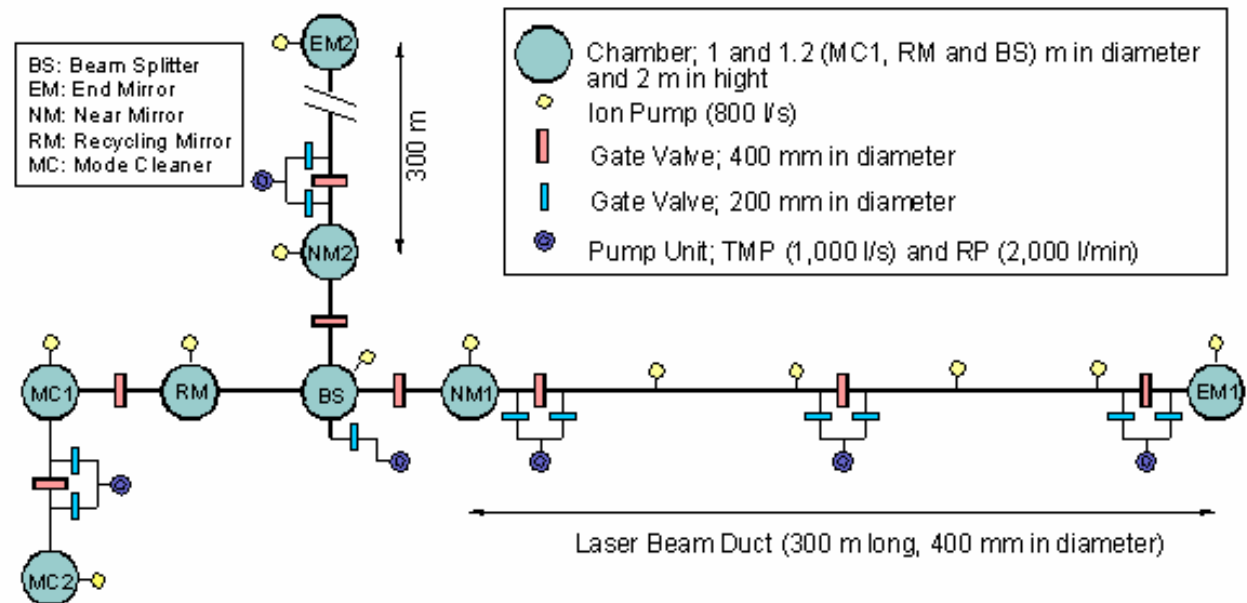 BS: Beam Splitter
EM: End Mirror
NM: Near Mirror
RM: Recycling Mirror
MC: Mode Cleaner
EM2
300 m
NM2
Chamber; 1 and 1.2 (MC1, RM and BS) m in diameter
and 2 m in hight
Ion Pump (800 l/s)
Gate Valve; 400 mm in diameter
Gate Valve; 200 mm in diameter
Pump Unit; TMP (1,000 l/s) and RP (2,000 l/min)
MC1
RM
BS
NM1
EM1
MC2
Laser Beam Duct (300 m long, 400 mm in diameter)